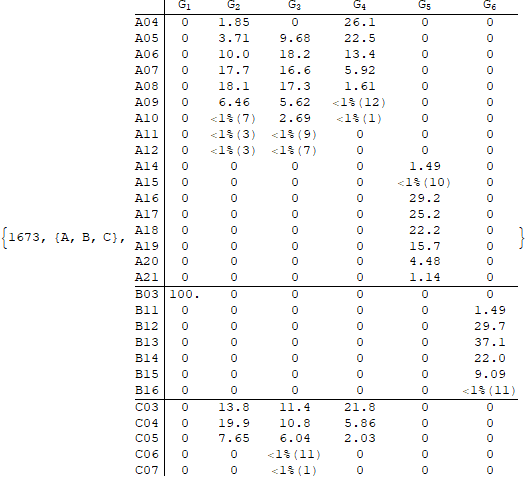 G1 G2 G3 G4 G5 G6
A04 0 1.85 0 26.1 0 0
A05 0 3.71 9.68 22.5 0 0
A06 0 10.0 18.2 13.4 0 0
A07 0 17.7 16.6 5.92 0 0
A08 0 18.1 17.3 1.61 0 0
A09 0 6.46 5.62 <1%(12) 0 0
A10 0 <1%(7) 2.69 <1%(1) 0 0
A11 0 <1%(3) <1%(9) 0 0 0
A12 0 <1%(3) <1%(7) 0 0 0
A14 0 0 0 0 1.49 0
A15 0 0 0 0 <1%(10) 0
A16 0 0 0 0 29.2 0
A17 0 0 0 0 25.2 0
{1673, {A, B, C}, A18 0 0 0 0 22.2 0 }
A19 0 0 0 0 15.7 0
A20 0 0 0 0 4.48 0
A21 0 0 0 0 1.14 0
B03 100. 0 0 0 0 0
B11 0 0 0 0 0 1.49
B12 0 0 0 0 0 29.7
B13 0 0 0 0 0 37.1
B14 0 0 0 0 0 22.0
B15 0 0 0 0 0 9.09
B16 0 0 0 0 0 <1%(11)
C03 0 13.8 11.4 21.8 0 0
C04 0 19.9 10.8 5.86 0 0
C05 0 7.65 6.04 2.03 0 0
C06 0 0 <1%(11) 0 0 0
C07 0 0 <1%(1) 0 0 0